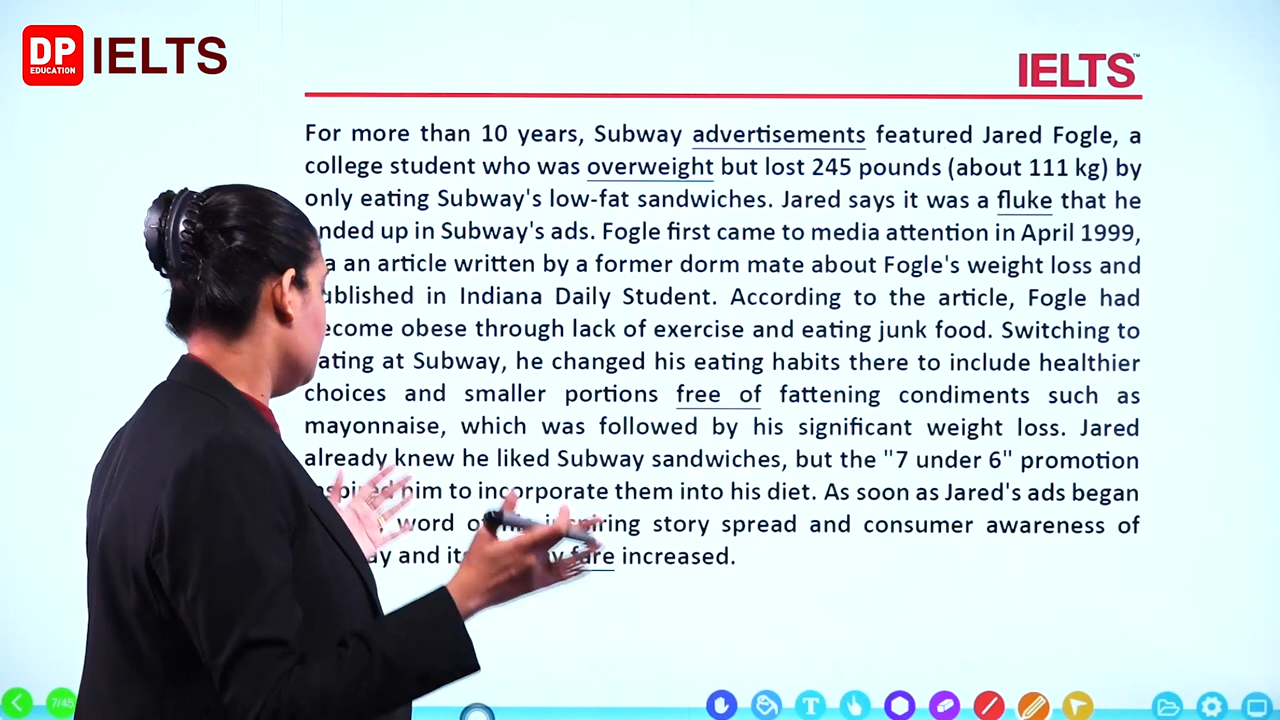 DP
EDUCATION
IELTS
IELTS™
For more than 10 years, Subway advertisements featured Jared Fogle, a
college student who was overweight but lost 245 pounds (about 111 kg) by
only eating Subway's low-fat sandwiches. Jared says it was a fluke that he
nded up in Subway's ads. Fogle first came to media attention in April 1999,
a an article written by a former dorm mate about Fogle's weight loss and
ublished in Indiana Daily Student. According to the article, Fogle had
ecome obese through lack of exercise and eating junk food. Switching to
ating at Subway, he changed his eating habits there to include healthier
choices and smaller portions free of fattening condiments such as
mayonnaise, which was followed by his significant weight loss. Jared
already knew he liked Subway sandwiches, but the "7 under 6" promotion
him to incorporate them into his diet. As soon as Jared's ads began
word story spread and consumer awareness of
ay and fare increased.
7/45
T